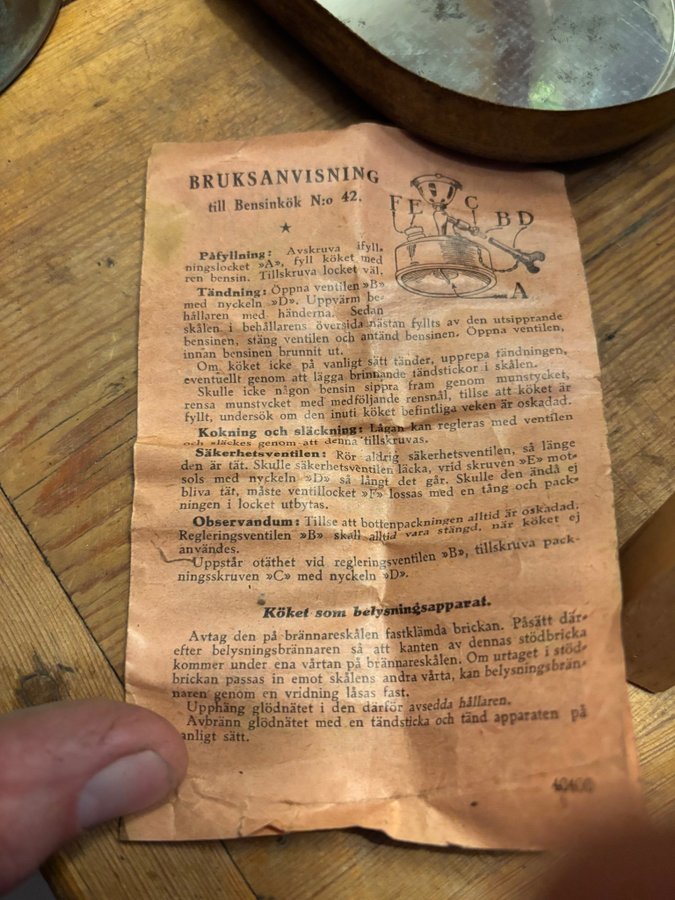 BRUKSANVISNING
till Bensinkök N:o 42.
F E C B D
A
Påfyllning: Avskruva ifyll-
ningslocket »A», fyll köket med
ren bensin. Tillskruva locket väl.
Tändning: Öppna ventilen »B»
med nyckeln »D». Uppvärm be-
hållaren med händerna. Sedan
skålen i behållarens översida nästan fyllts av den utsipprande
bensinen, stäng ventilen och antänd bensinen. Öppna ventilen,
innan bensinen brunnit ut.
Om köket icke på vanligt sätt tänder, upprepa tändningen,
eventuellt genom att lägga brinnande tändstickor i skålen.
Skulle icke någon bensin sippra fram genom munstycket,
rensa munstycket med medföljande rensnål, tillse att köket är
fyllt, undersök om den inuti köket befintliga veken är oskadad.
Kokning och släckning: Lågan kan regleras med ventilen
och släckes genom att denna tillskruvas.
Säkerhetsventilen: Rör aldrig säkerhetsventilen, så länge
den är tät. Skulle säkerhetsventilen läcka, vrid skruven »E» mot-
sols med nyckeln »D» så långt det går. Skulle den ändå ej
bliva tät, måste ventillocket »F» lossas med en tång och pack-
ningen i locket utbytas.
Observandum: Tillse att bottenpackningen alltid är oskadad.
Regleringsventilen »B» skall alltid vara stängd, när köket ej
användes.
Uppstår otäthet vid regleringsventilen »B», tillskruva pack-
ningsskruven »C» med nyckeln »D».
Köket som belysningsapparat.
Avtag den på brännareskålen fastklämda brickan. Påsätt där-
efter belysningsbrännaren så att kanten av dennas stödbricka
kommer under ena vårtan på brännareskålen. Om urtaget i stöd-
brickan passas in emot skålens andra vårta, kan belysningsbrän-
naren genom en vridning låsas fast.
Upphäng glödnätet i den därför avsedda hållaren.
Avbränn glödnätet med en tändsticka och tänd apparaten på
anligt sätt.